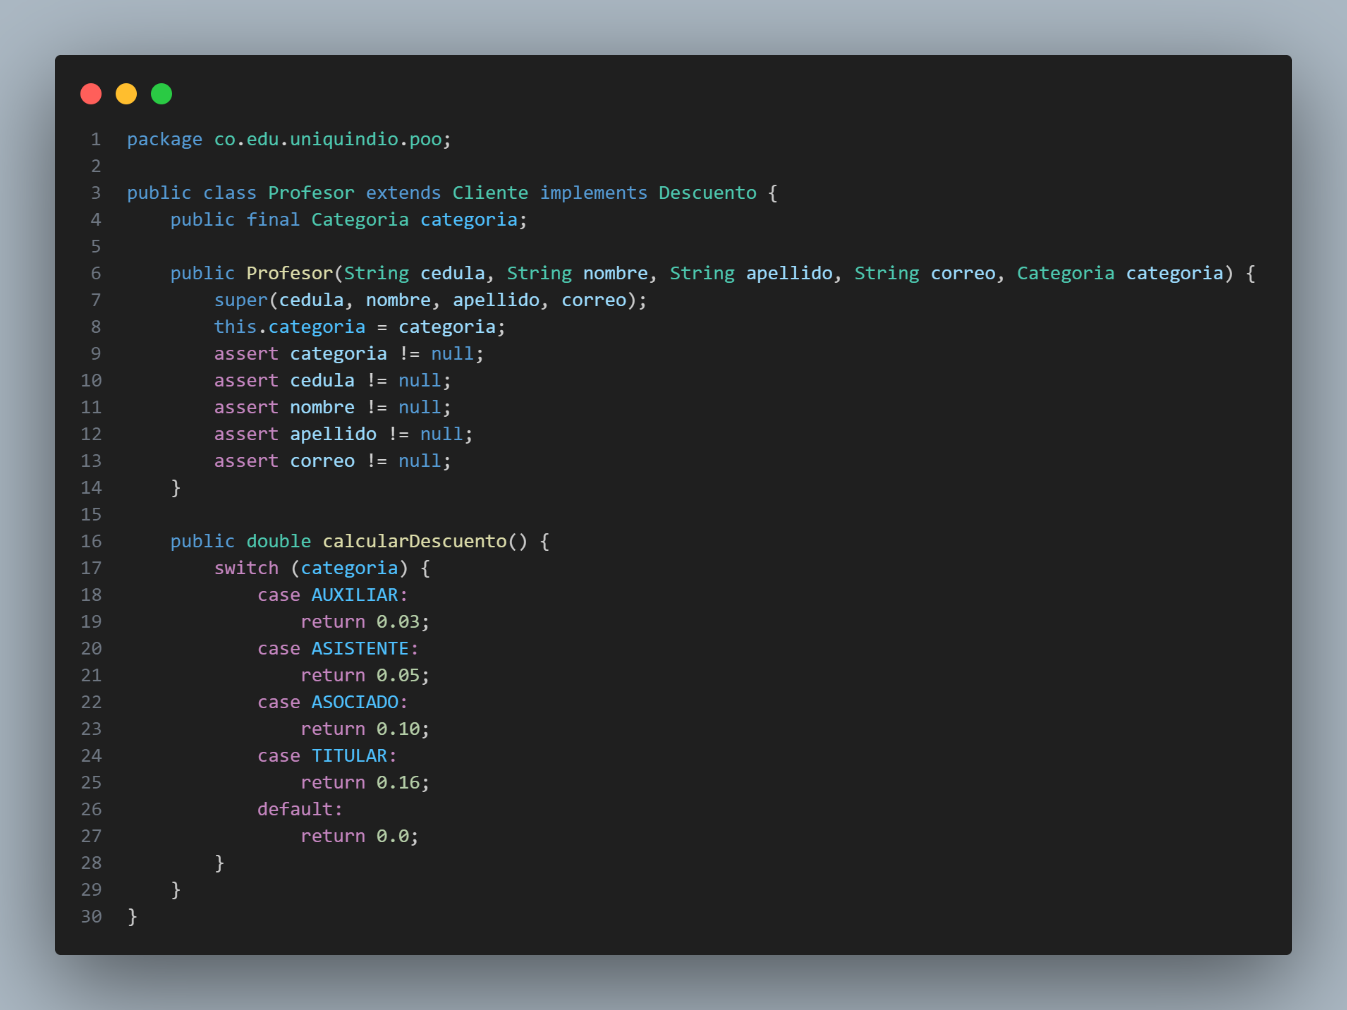 1 package co.edu.uniquindio.poo;
2
3 public class Profesor extends Cliente implements Descuento {
4     public final Categoria categoria;
5
6     public Profesor(String cedula, String nombre, String apellido, String correo, Categoria categoria) {
7         super(cedula, nombre, apellido, correo);
8         this.categoria = categoria;
9         assert categoria != null;
10         assert cedula != null;
11         assert nombre != null;
12         assert apellido != null;
13         assert correo != null;
14     }
15
16     public double calcularDescuento() {
17         switch (categoria) {
18             case AUXILIAR:
19                 return 0.03;
20             case ASISTENTE:
21                 return 0.05;
22             case ASOCIADO:
23                 return 0.10;
24             case TITULAR:
25                 return 0.16;
26             default:
27                 return 0.0;
28         }
29     }
30 }